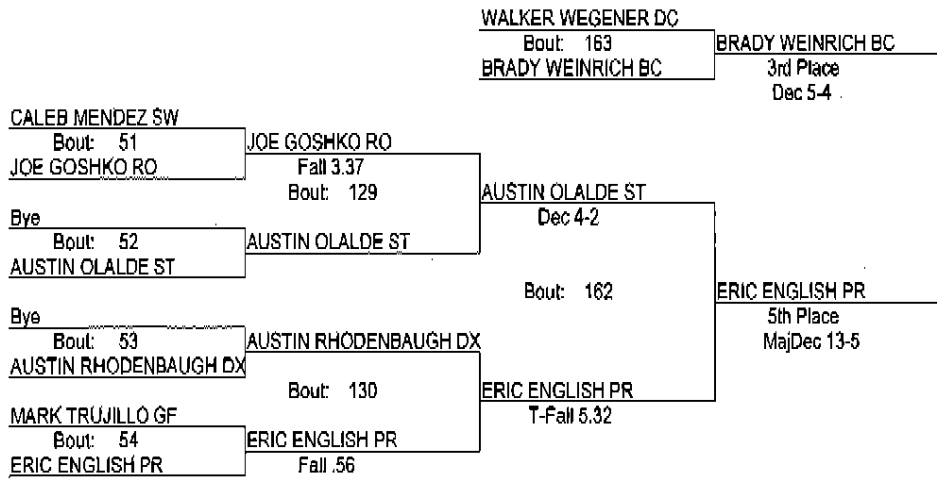 WALKER WEGENER DC
Bout: 163
BRADY WEINRICH BC
BRADY WEINRICH BC
3rd Place
Dec 5-4
CALEB MENDEZ SW
Bout: 51
JOE GOSHKO RO
JOE GOSHKO RO
Fall 3.37
Bout: 129
Bye
Bout: 52
AUSTIN OLALDE ST
AUSTIN OLALDE ST
AUSTIN OLALDE ST
Dec 4-2
Bout: 162
Bye
Bout: 53
AUSTIN RHODENBAUGH DX
AUSTIN RHODENBAUGH DX
Bout: 130
MARK TRUJILLO GF
Bout: 54
ERIC ENGLISH PR
ERIC ENGLISH PR
Fall .56
ERIC ENGLISH PR
T-Fall 5.32
ERIC ENGLISH PR
5th Place
MajDec 13-5